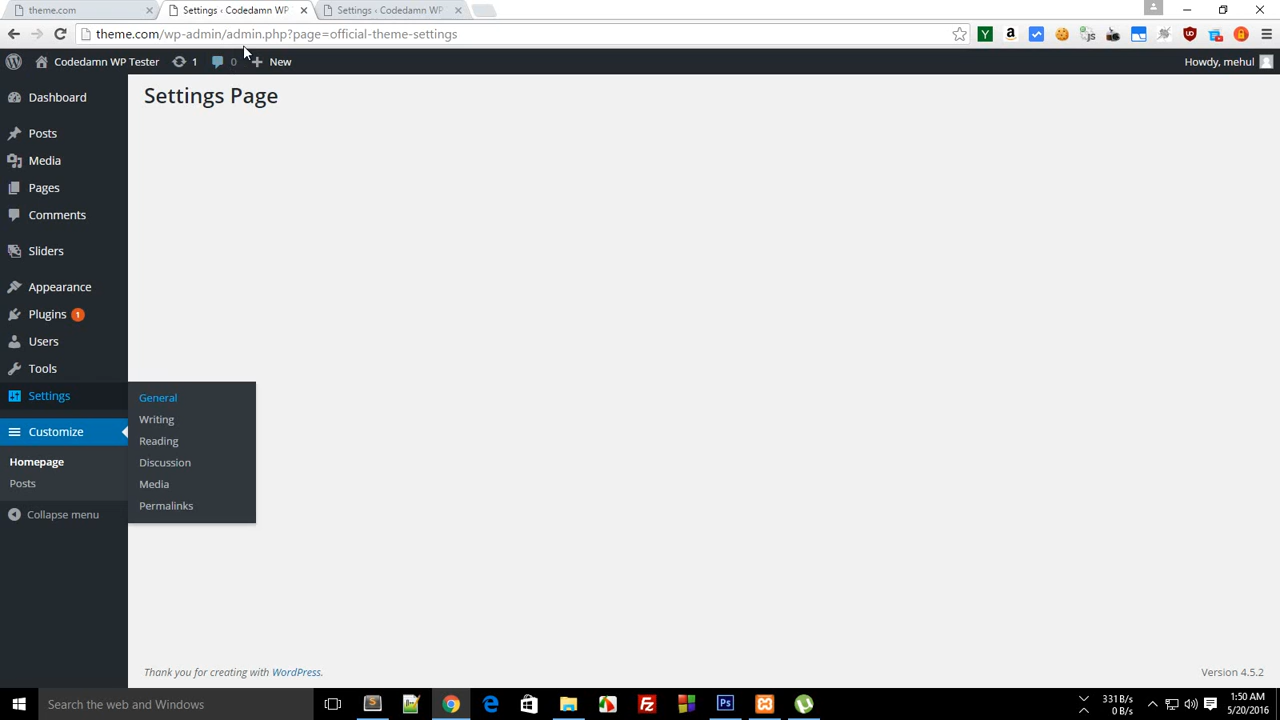 theme.com
Settings ‹ Codedamn WP
Settings ‹ Codedamn WP
theme.com/wp-admin/admin.php?page=official-theme-settings
Codedamn WP Tester
1
0
New
Howdy, mehul
Settings Page
Dashboard
Posts
Media
Pages
Comments
Sliders
Appearance
Plugins 1
Users
Tools
Settings
General
Writing
Reading
Discussion
Media
Permalinks
Customize
Homepage
Posts
Collapse menu
Thank you for creating with WordPress.
Version 4.5.2
Search the web and Windows
331 B/s
0 B/s
1:50 AM
5/20/2016